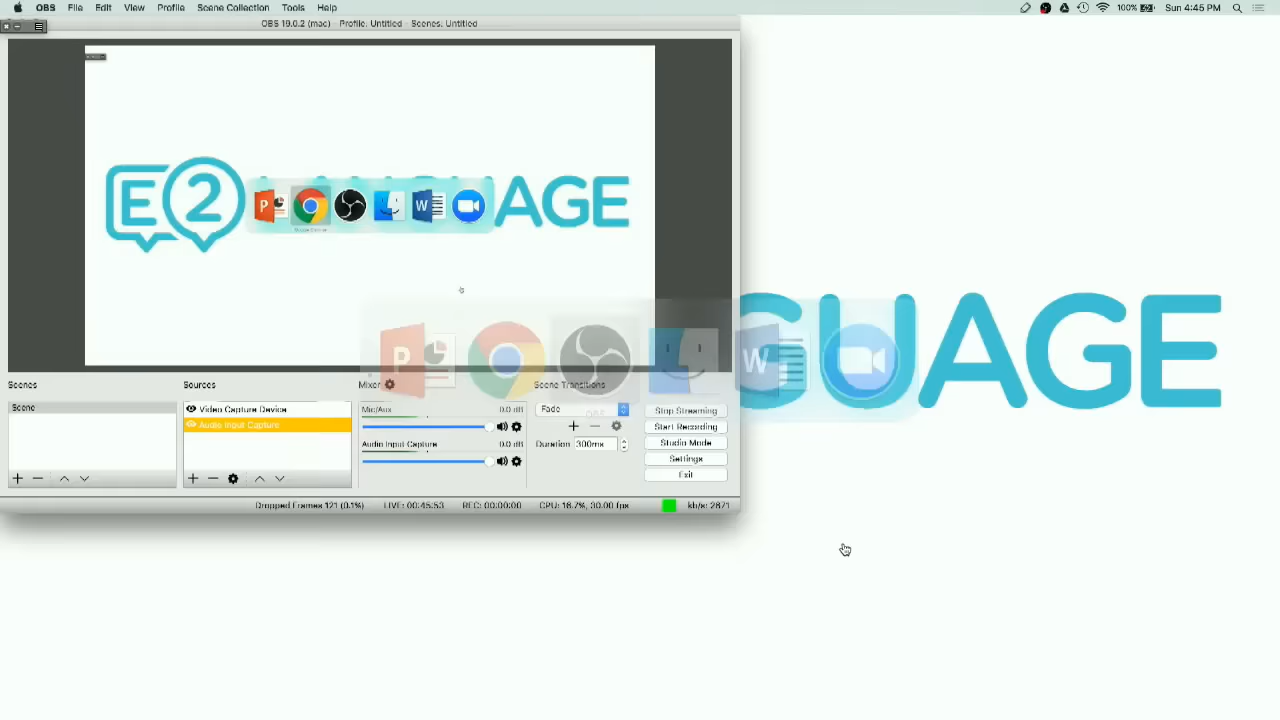 OBS File Edit View Profile Scene Collection Tools Help 100% Sun 4:45 PM
OBS 19.0.2 (mac) - Profile: Untitled - Scenes: Untitled
E2 AGE
GUAGE
Scenes Sources Mixer Scene Transitions
Scene
Video Capture Device
Audio Input Capture
Mic/Aux 0.0 dB
Audio Input Capture 0.0 dB
Fade
Duration 300ms
Stop Streaming
Start Recording
Studio Mode
Settings
Exit
Dropped Frames 121 (0.1%) LIVE: 00:45:53 REC: 00:00:00 CPU: 16.7%, 30.00 fps kb/s: 2871